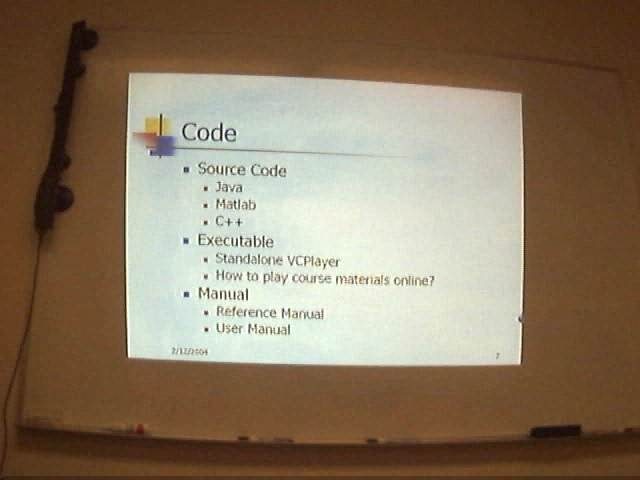 Code
Source Code
Java
Matlab
C++
Executable
Standalone VCPlayer
How to play course materials online?
Manual
Reference Manual
User Manual
2/12/2004
7